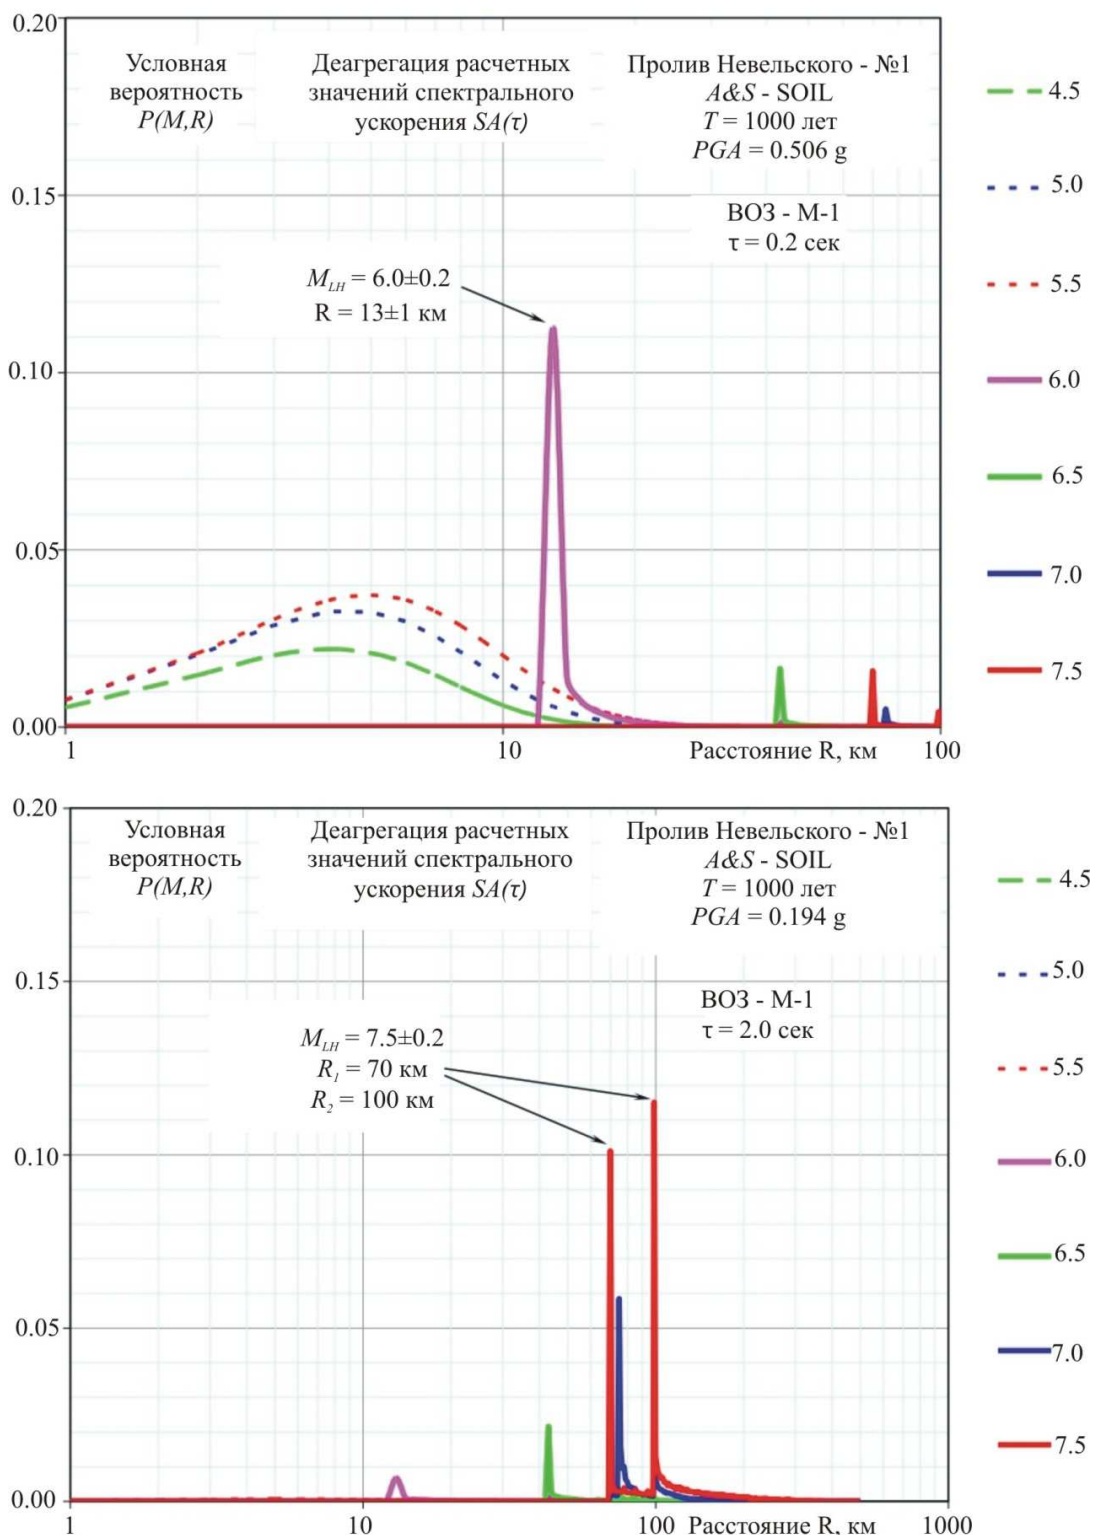 0.20
Условная
вероятность
P(M,R)
Деагрегация расчетных
значений спектрального
ускорения SA(τ)
Пролив Невельского - №1
A&S - SOIL
T = 1000 лет
PGA = 0.506 g
ВОЗ - М-1
τ = 0.2 сек
0.15
M_LH = 6.0±0.2
R = 13±1 км
0.10
0.05
0.00
1
10
Расстояние R, км
100
4.5
5.0
5.5
6.0
6.5
7.0
7.5
0.20
Условная
вероятность
P(M,R)
Деагрегация расчетных
значений спектрального
ускорения SA(τ)
Пролив Невельского - №1
A&S - SOIL
T = 1000 лет
PGA = 0.194 g
ВОЗ - М-1
τ = 2.0 сек
0.15
M_LH = 7.5±0.2
R_1 = 70 км
R_2 = 100 км
0.10
0.05
0.00
1
10
100
Расстояние R, км
1000
4.5
5.0
5.5
6.0
6.5
7.0
7.5